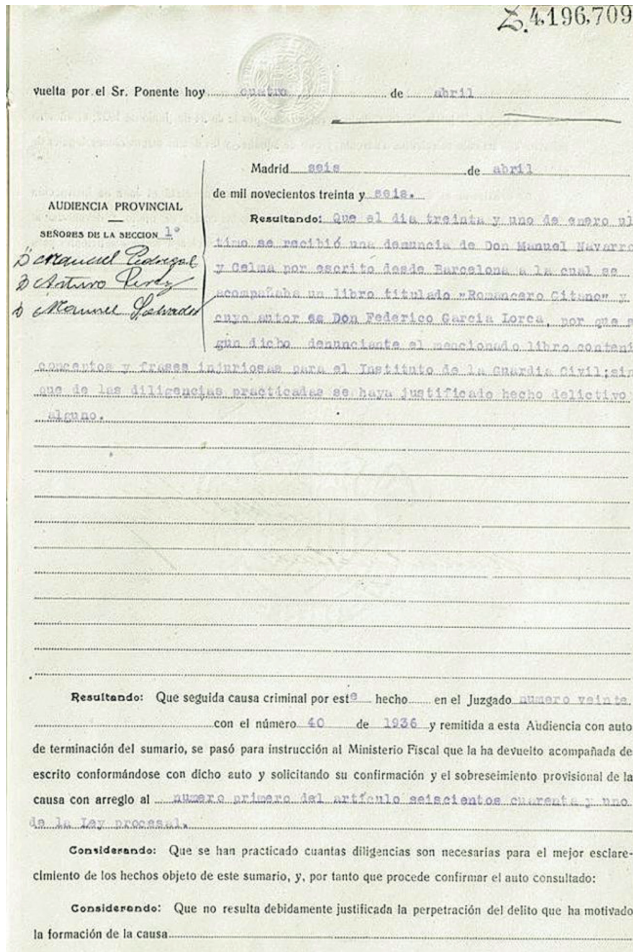 Z.4.196.709
vuelta por el Sr. Ponente hoy cuatro de abril
Madrid seis de abril
de mil novecientos treinta y seis.
AUDIENCIA PROVINCIAL
SEÑORES DE LA SECCION 1ª
D Manuel Pedregal
D Arturo Perez
D Manuel Salvador
Resultando: Que el dia treinta y uno de enero ul
timo se recibió una denuncia de Don Manuel Navarro
y Celma por escrito desde Barcelona a la cual se
acompañaba un libro titulado "Romancero Gitano" y
cuyo autor es Don Federico Garcia Lorca, por que s
gún dicho denunciante el mencionado libro conteni
conceptos y frases injuriosas para el Instituto de la Guardia Civil;sin
que de las diligencias practicadas se haya justificado hecho delictivo
alguno.
Resultando: Que seguida causa criminal por este hecho en el Juzgado numero veinte
con el número 40 de 1936 y remitida a esta Audiencia con auto
de terminación del sumario, se pasó para instrucción al Ministerio Fiscal que la ha devuelto acompañada de
escrito conformándose con dicho auto y solicitando su confirmación y el sobreseimiento provisional de la
causa con arreglo al numero primero del artículo seiscientos cuarenta y uno
de la Ley procesal.
Considerando: Que se han practicado cuantas diligencias son necesarias para el mejor esclare-
cimiento de los hechos objeto de este sumario, y, por tanto que procede confirmar el auto consultado:
Considerando: Que no resulta debidamente justificada la perpetración del delito que ha motivado
la formación de la causa